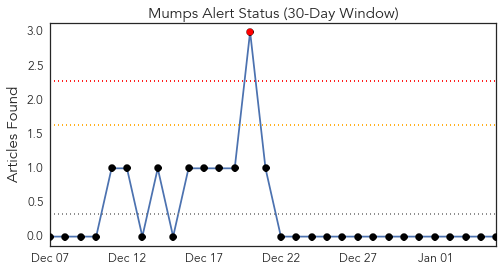 Mumps Alert Status (30-Day Window)
Articles Found
3.0
2.5
2.0
1.5
1.0
0.5
0.0
Dec 07 Dec 12 Dec 17 Dec 22 Dec 27 Jan 01